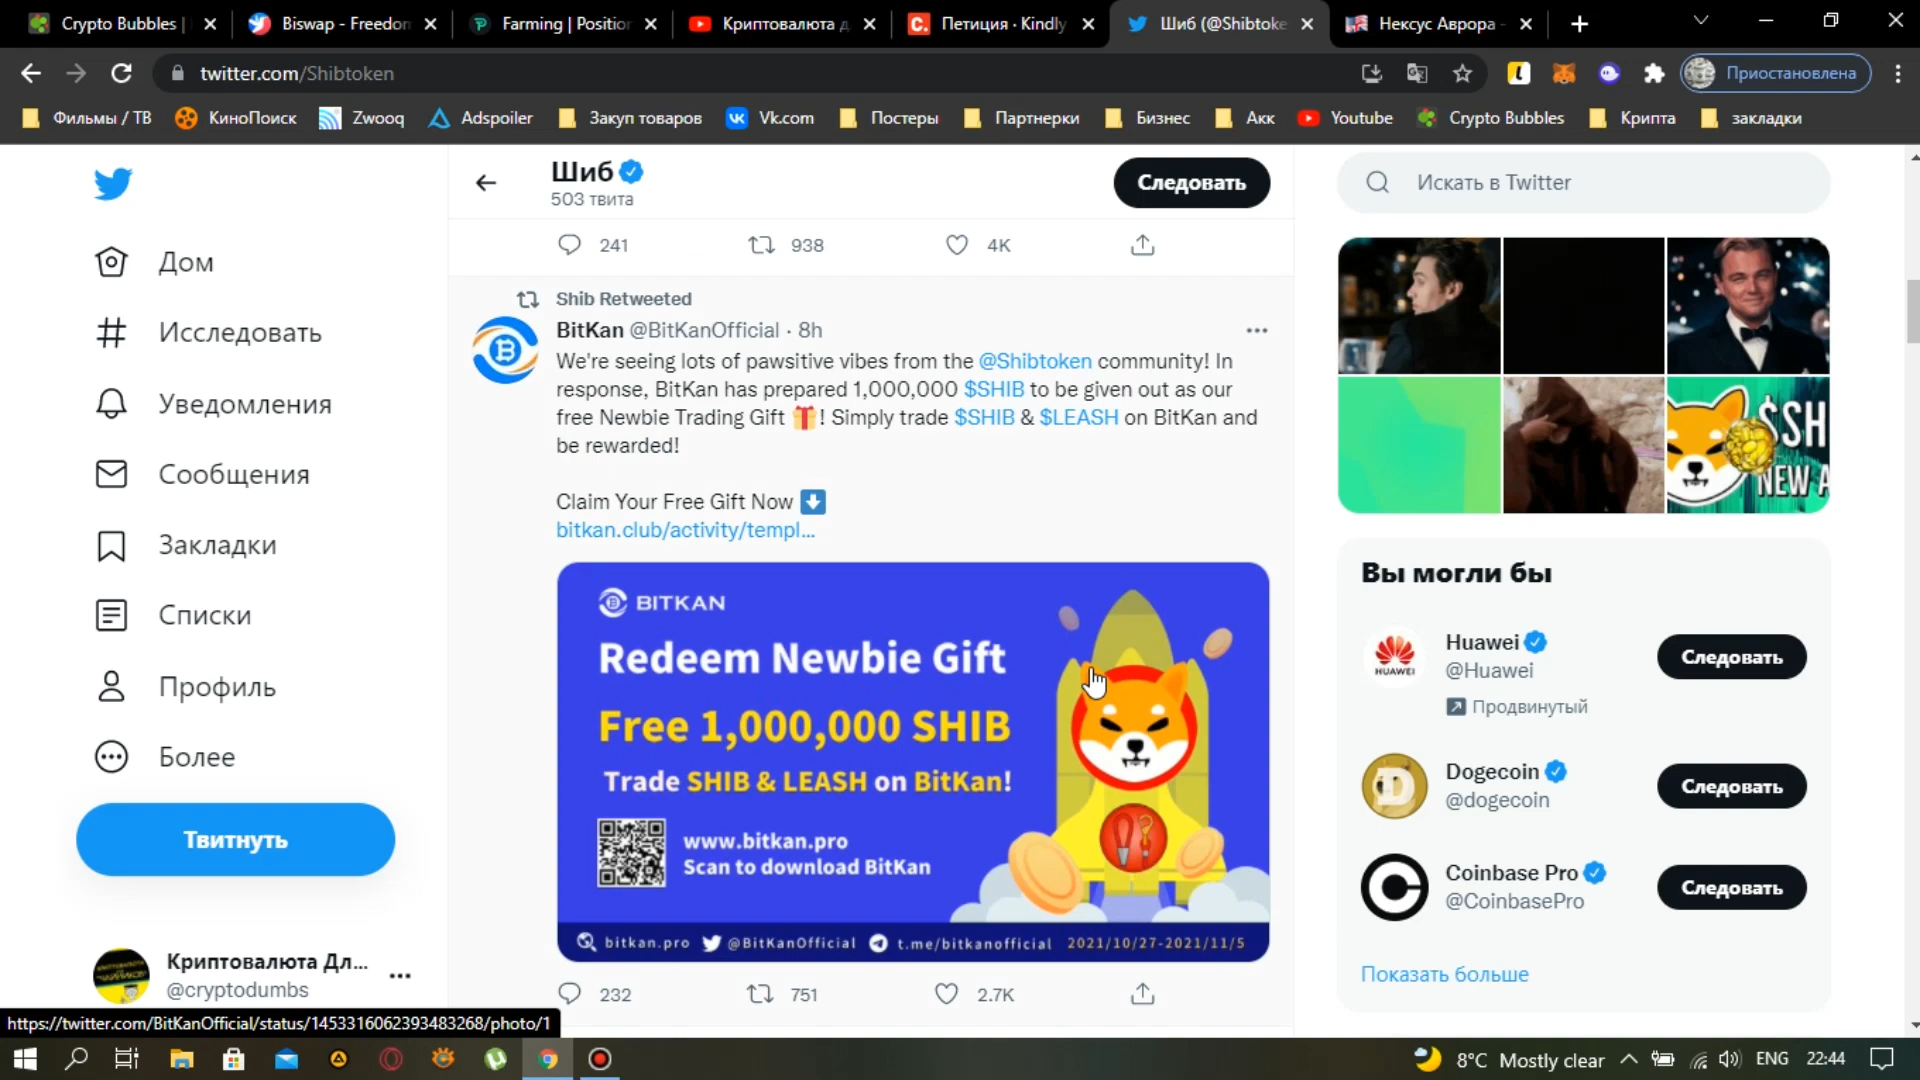 Crypto Bubbles |
Biswap - Freedom
Farming | Position
Криптовалюта д
Петиция · Kindly
Шиб (@Shibtoke
Нексус Аврора -
twitter.com/Shibtoken
Приостановлена
Фильмы / ТВ
КиноПоиск
Zwooq
Adspoiler
Закуп товаров
Vk.com
Постеры
Партнерки
Бизнес
Акк
Youtube
Crypto Bubbles
Крипта
закладки
Дом
Исследовать
Уведомления
Сообщения
Закладки
Списки
Профиль
Более
Твитнуть
Криптовалюта Дл...
@cryptodumbs
Шиб
503 твита
Следовать
241 938 4K
Shib Retweeted
BitKan @BitKanOfficial · 8h
We're seeing lots of pawsitive vibes from the @Shibtoken community! In
response, BitKan has prepared 1,000,000 $SHIB to be given out as our
free Newbie Trading Gift 🎁! Simply trade $SHIB & $LEASH on BitKan and
be rewarded!
Claim Your Free Gift Now ⬇
bitkan.club/activity/templ...
BITKAN
Redeem Newbie Gift
Free 1,000,000 SHIB
Trade SHIB & LEASH on BitKan!
www.bitkan.pro
Scan to download BitKan
bitkan.pro @BitKanOfficial t.me/bitkanofficial 2021/10/27-2021/11/5
232 751 2.7K
Искать в Twitter
$SH
NEW A
Вы могли бы
Huawei
@Huawei
Следовать
Продвинутый
Dogecoin
@dogecoin
Следовать
Coinbase Pro
@CoinbasePro
Следовать
Показать больше
HUAWEI
https://twitter.com/BitKanOfficial/status/1453316062393483268/photo/1
8°C Mostly clear
ENG
22:44